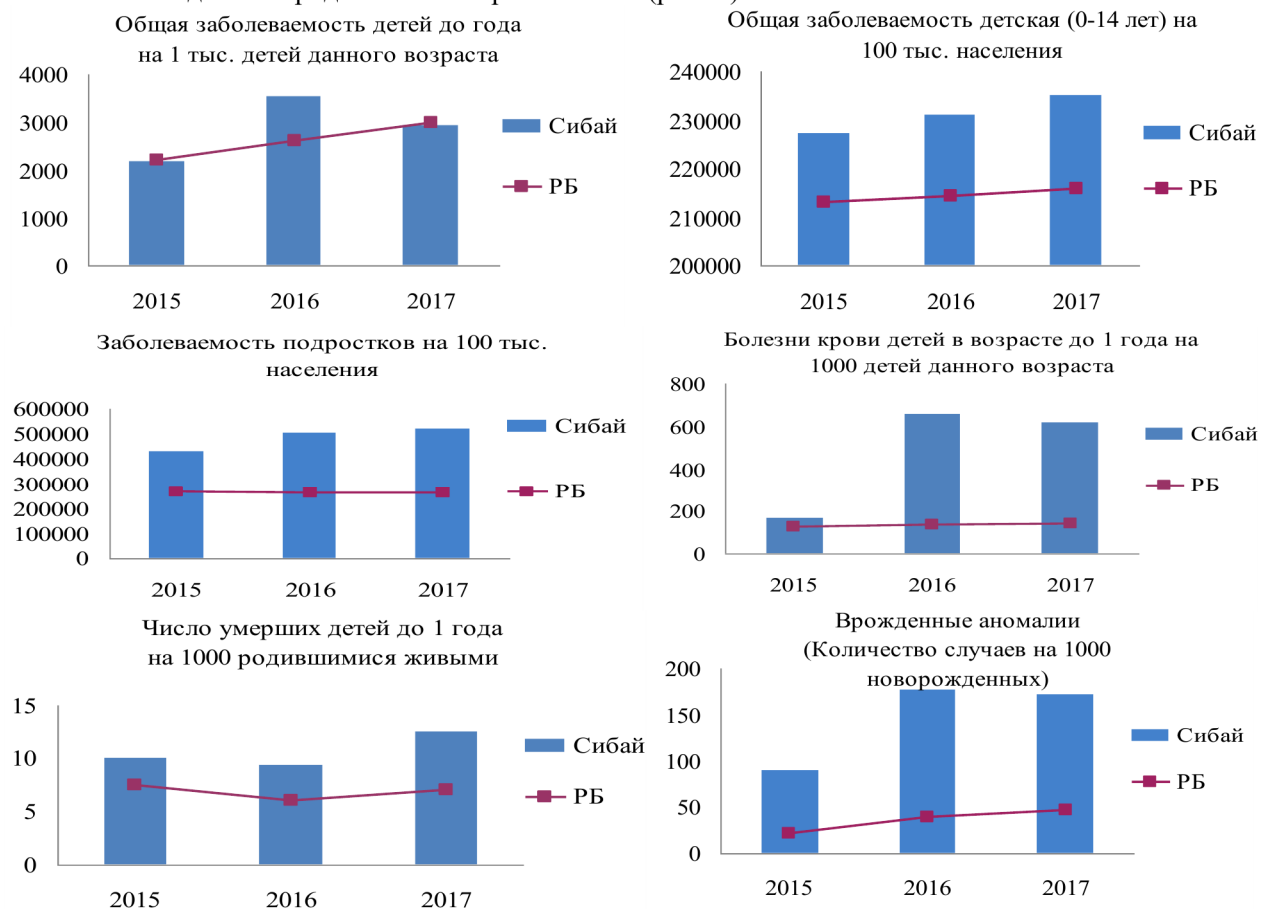 Общая заболеваемость детей до года
на 1 тыс. детей данного возраста
4000
3000
2000
1000
0
2015
2016
2017
Сибай
РБ
Общая заболеваемость детская (0-14 лет) на
100 тыс. населения
240000
230000
220000
210000
200000
2015
2016
2017
Сибай
РБ
Заболеваемость подростков на 100 тыс.
населения
600000
500000
400000
300000
200000
100000
0
2015
2016
2017
Сибай
РБ
Болезни крови детей в возрасте до 1 года на
1000 детей данного возраста
800
600
400
200
0
2015
2016
2017
Сибай
РБ
Число умерших детей до 1 года
на 1000 родившимися живыми
15
10
5
0
2015
2016
2017
Сибай
РБ
Врожденные аномалии
(Количество случаев на 1000
новорожденных)
200
150
100
50
0
2015
2016
2017
Сибай
РБ